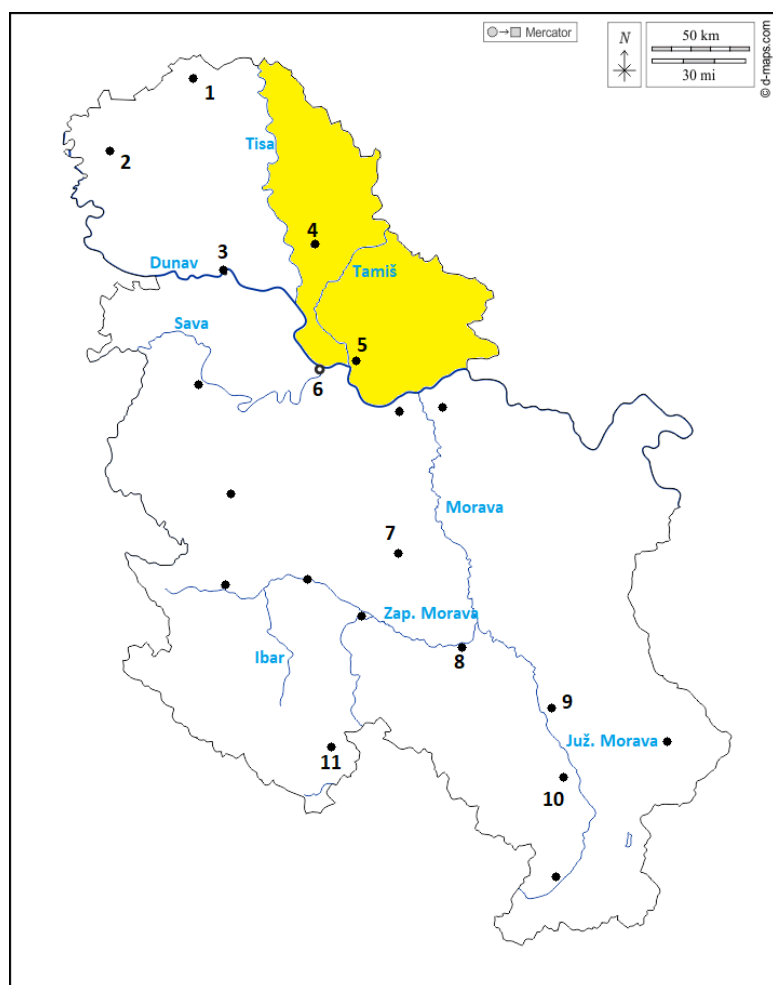 Mercator
N
50 km
30 mi
© d-maps.com
1
Tisa
2
4
3
Dunav
Tamiš
Sava
5
6
Morava
7
Zap. Morava
8
Ibar
9
Již. Morava
11
10